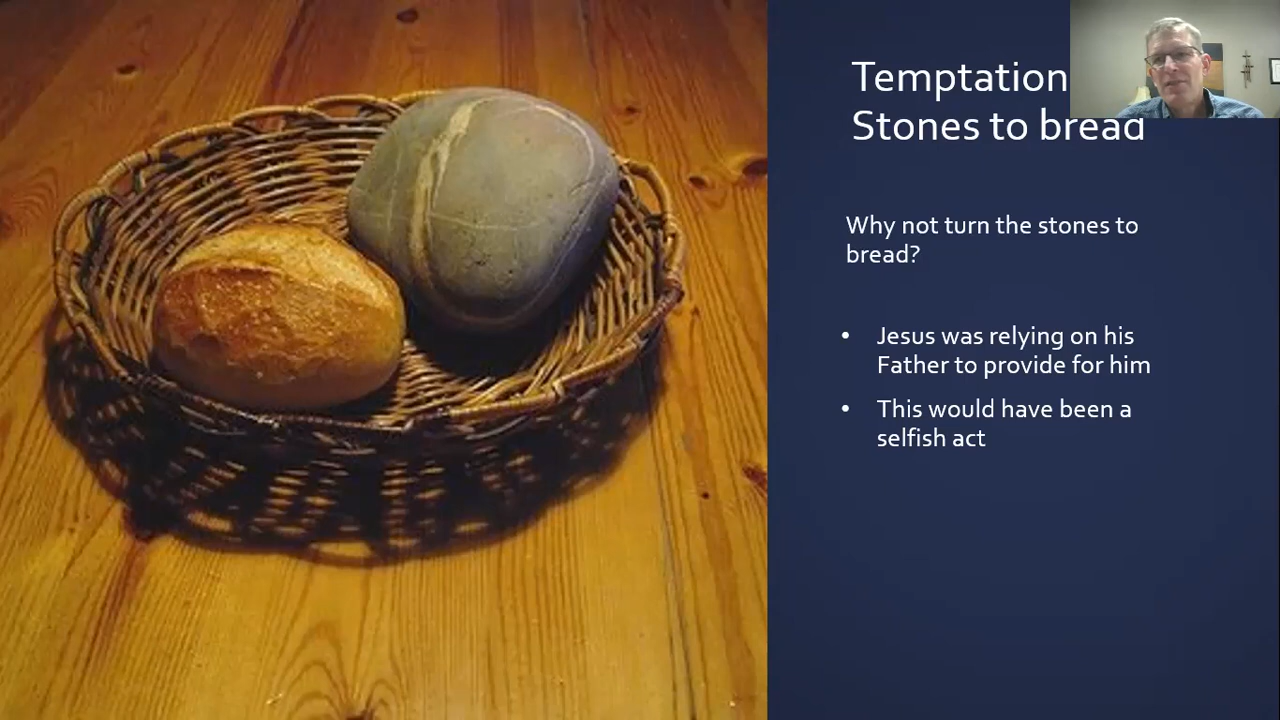 Temptation
Stones to bread
Why not turn the stones to
bread?
• Jesus was relying on his
Father to provide for him
• This would have been a
selfish act